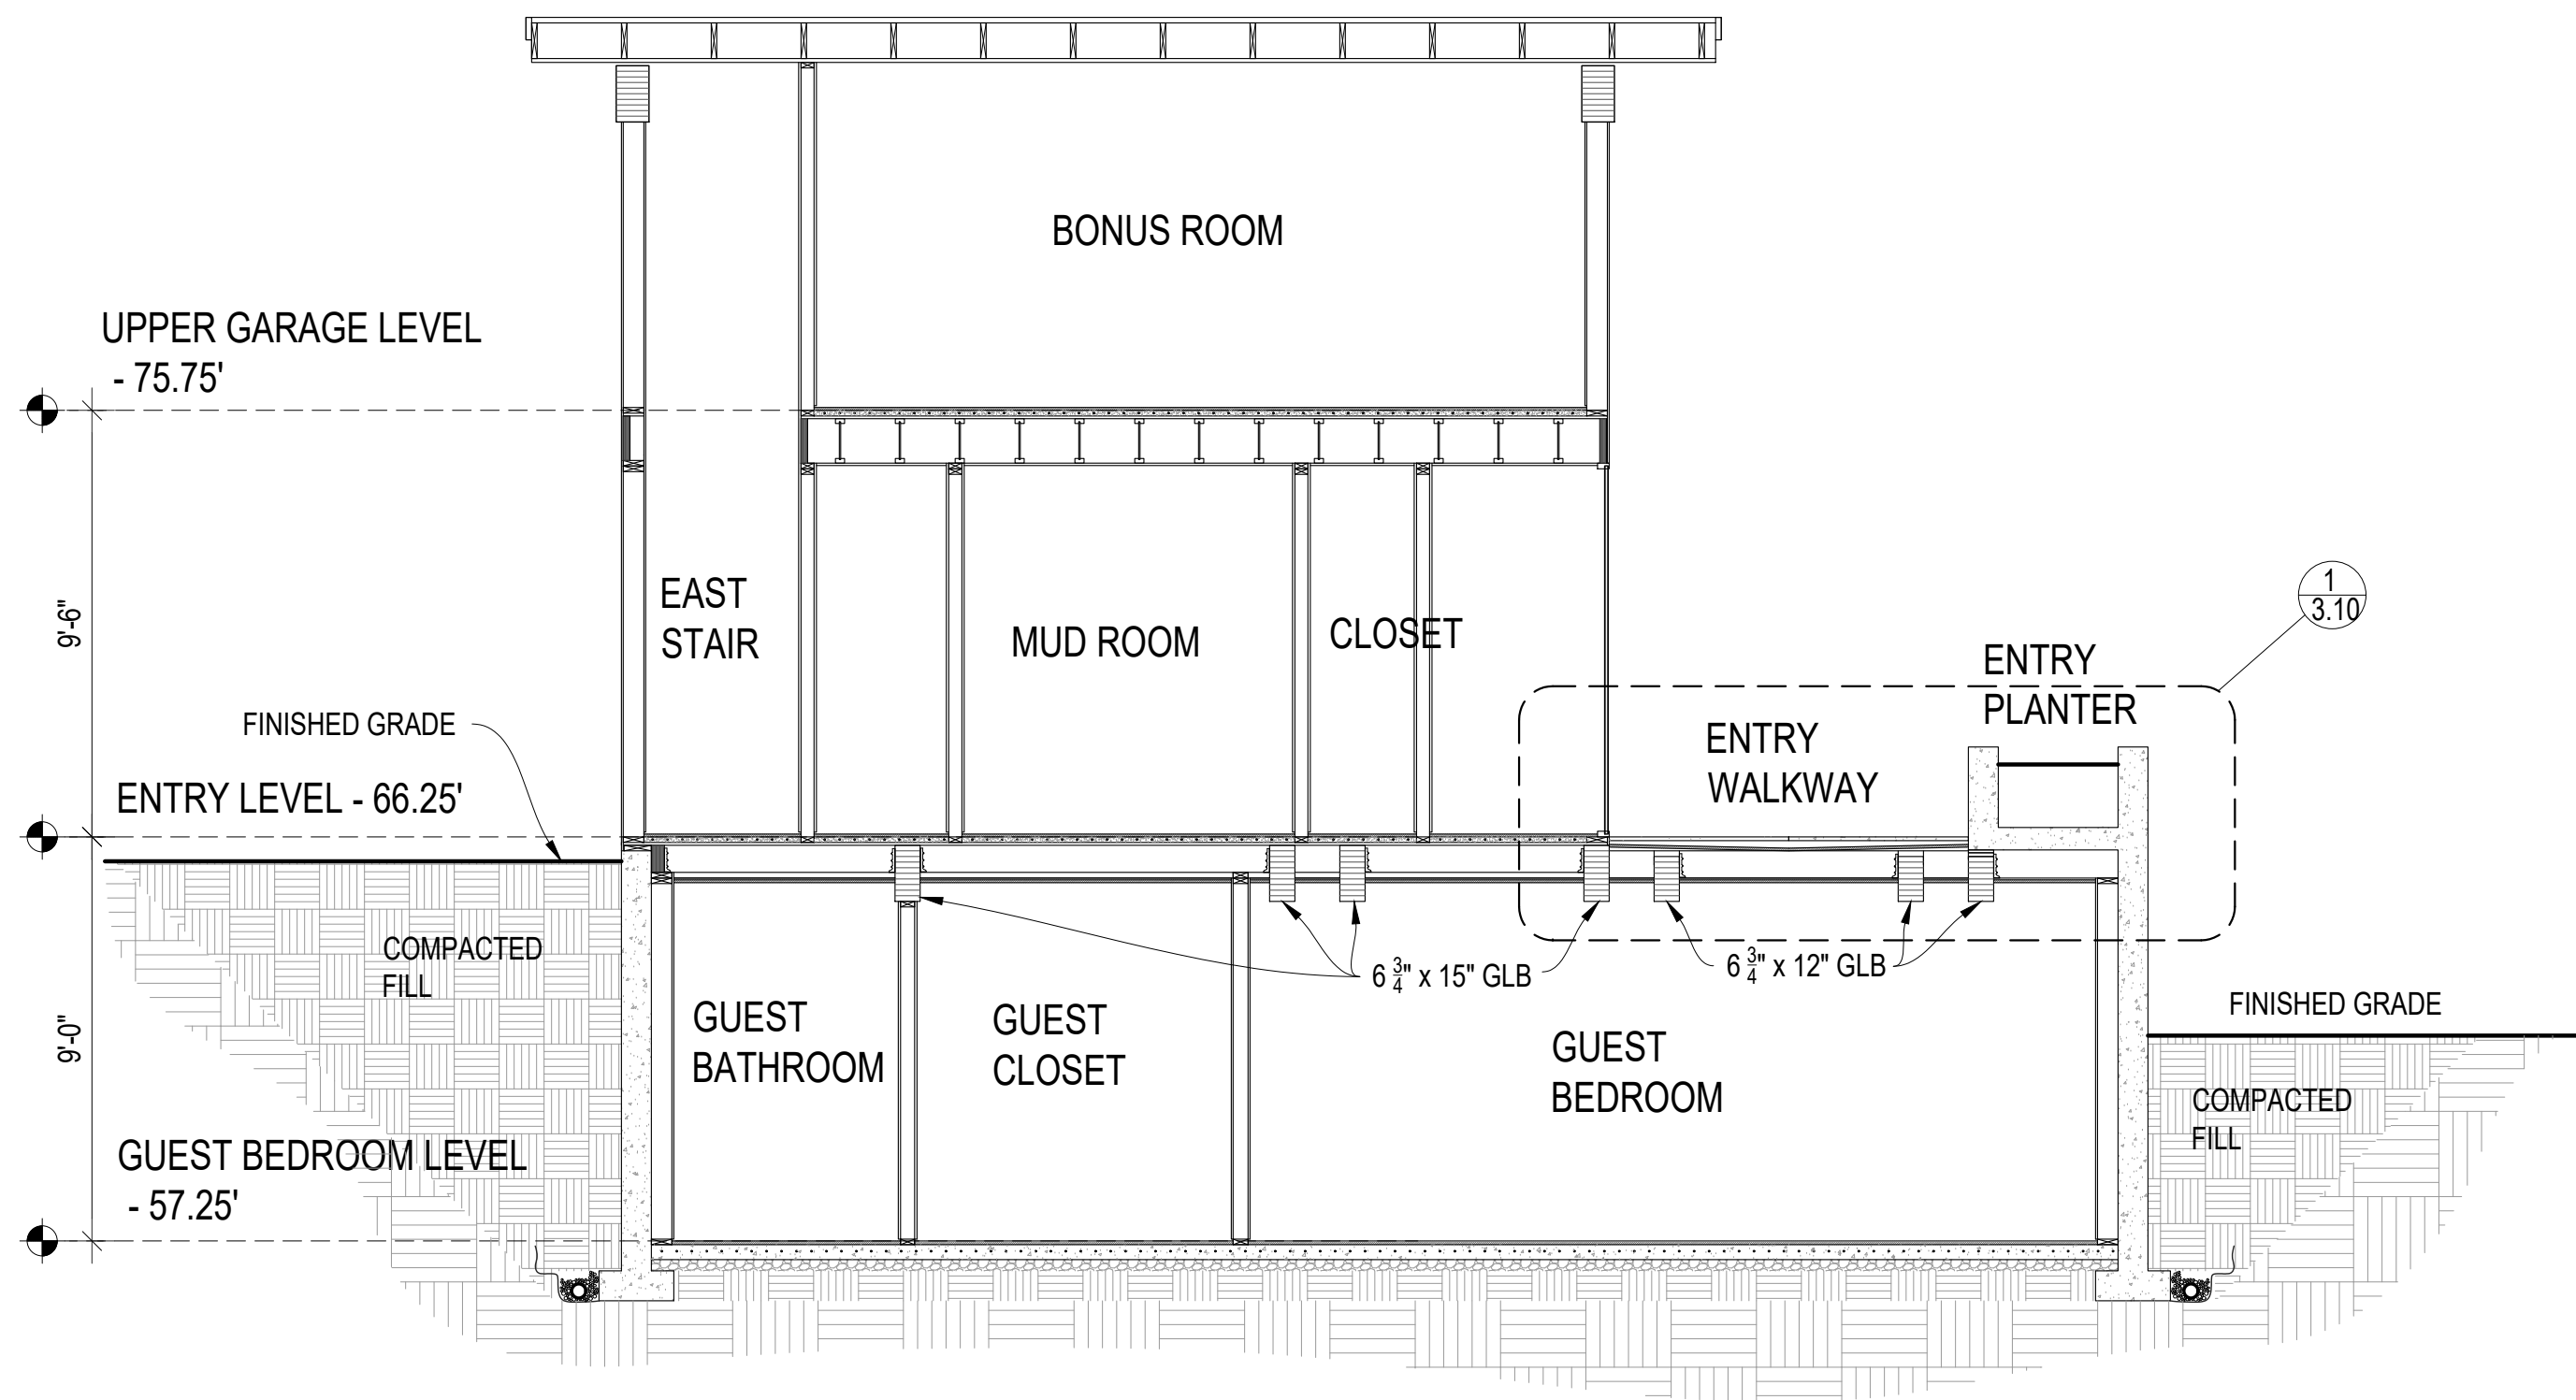 BONUS ROOM
UPPER GARAGE LEVEL
- 75.75'
9'-6"
EAST
STAIR
MUD ROOM
CLOSET
1
3.10
ENTRY
PLANTER
FINISHED GRADE
ENTRY
WALKWAY
ENTRY LEVEL - 66.25'
COMPACTED
FILL
6 3/4" x 15" GLB
6 3/4" x 12" GLB
FINISHED GRADE
9'-0"
GUEST
BATHROOM
GUEST
CLOSET
GUEST
BEDROOM
COMPACTED
FILL
GUEST BEDROOM LEVEL
- 57.25'